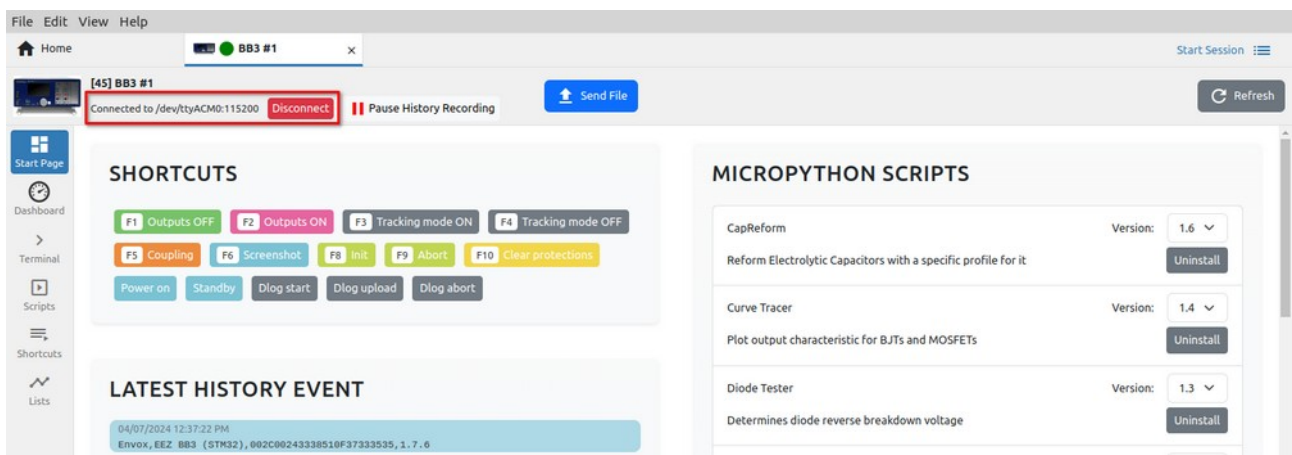 File Edit View Help
Home
BB3 #1 x
Start Session
[45] BB3 #1
Connected to /dev/ttyACM0:115200 Disconnect
Pause History Recording
Send File
Refresh
Start Page
Dashboard
Terminal
Scripts
Shortcuts
Lists
SHORTCUTS
F1 Outputs OFF F2 Outputs ON F3 Tracking mode ON F4 Tracking mode OFF
F5 Coupling F6 Screenshot F8 Init F9 Abort F10 Clear protections
Power on Standby Dlog start Dlog upload Dlog abort
LATEST HISTORY EVENT
04/07/2024 12:37:22 PM
Envox,EEZ BB3 (STM32),002C00243338510F37333535,1.7.6
MICROPYTHON SCRIPTS
CapReform Version: 1.6
Reform Electrolytic Capacitors with a specific profile for it Uninstall
Curve Tracer Version: 1.4
Plot output characteristic for BJTs and MOSFETs Uninstall
Diode Tester Version: 1.3
Determines diode reverse breakdown voltage Uninstall